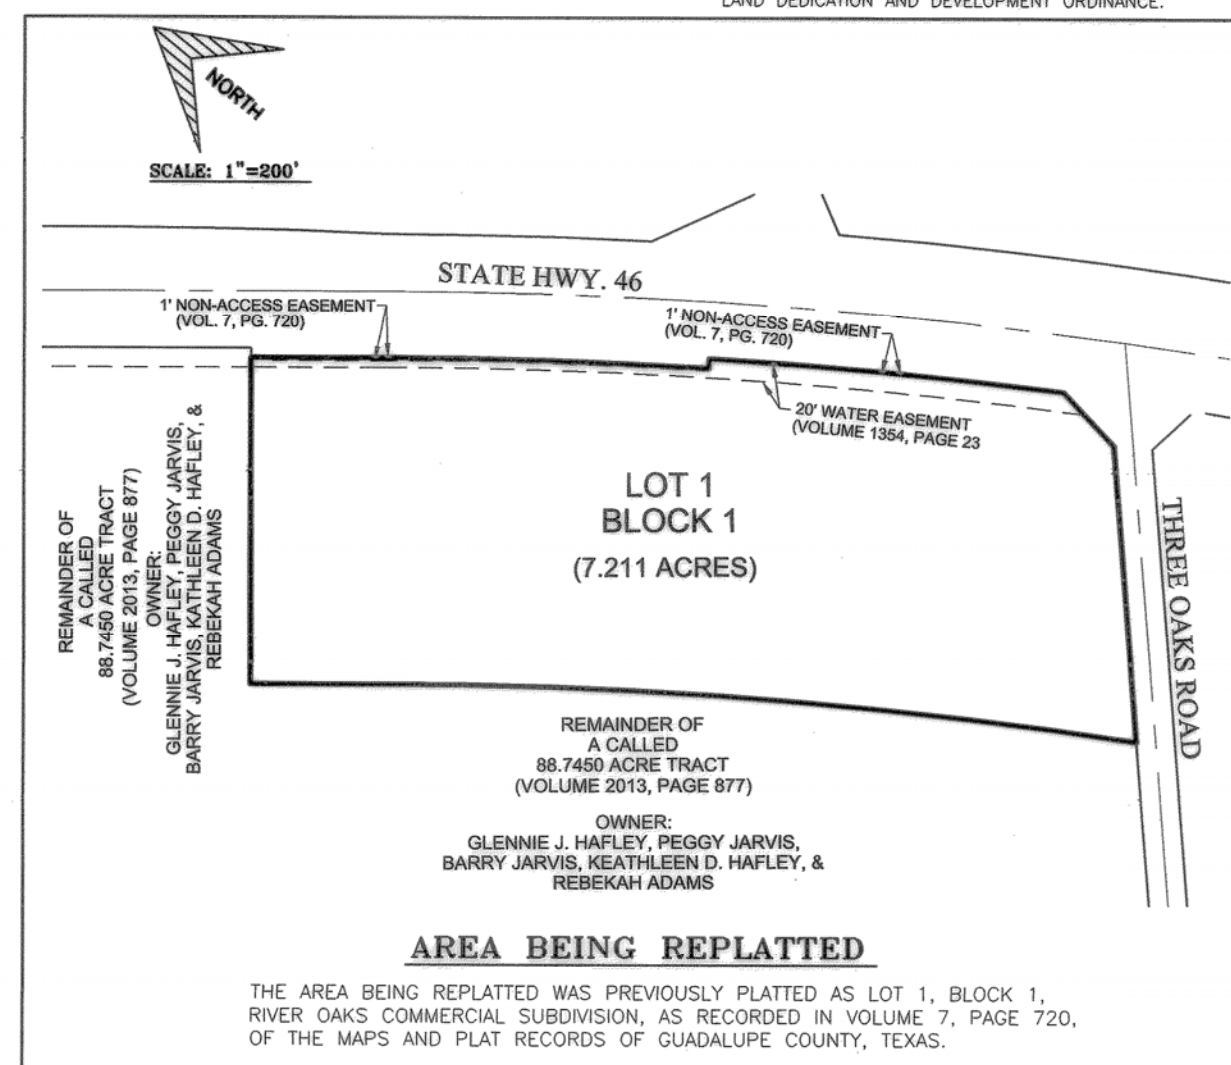 LAND DEDICATION AND DEVELOPMENT ORDINANCE.
NORTH
SCALE: 1"=200'
STATE HWY. 46
1' NON-ACCESS EASEMENT
(VOL. 7, PG. 720)
1' NON-ACCESS EASEMENT
(VOL. 7, PG. 720)
20' WATER EASEMENT
(VOLUME 1354, PAGE 23
LOT 1
BLOCK 1
(7.211 ACRES)
REMAINDER OF
A CALLED
88.7450 ACRE TRACT
(VOLUME 2013, PAGE 877)
OWNER:
GLENNIE J. HAFLEY, PEGGY JARVIS,
BARRY JARVIS, KATHLEEN D. HAFLEY, &
REBEKAH ADAMS
THREE OAKS ROAD
REMAINDER OF
A CALLED
88.7450 ACRE TRACT
(VOLUME 2013, PAGE 877)
OWNER:
GLENNIE J. HAFLEY, PEGGY JARVIS,
BARRY JARVIS, KEATHLEEN D. HAFLEY, &
REBEKAH ADAMS
AREA BEING REPLATTED
THE AREA BEING REPLATTED WAS PREVIOUSLY PLATTED AS LOT 1, BLOCK 1,
RIVER OAKS COMMERCIAL SUBDIVISION, AS RECORDED IN VOLUME 7, PAGE 720,
OF THE MAPS AND PLAT RECORDS OF GUADALUPE COUNTY, TEXAS.